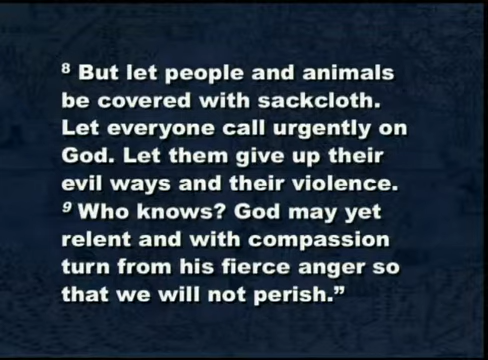 8 But let people and animals
be covered with sackcloth.
Let everyone call urgently on
God. Let them give up their
evil ways and their violence.
9 Who knows? God may yet
relent and with compassion
turn from his fierce anger so
that we will not perish.”